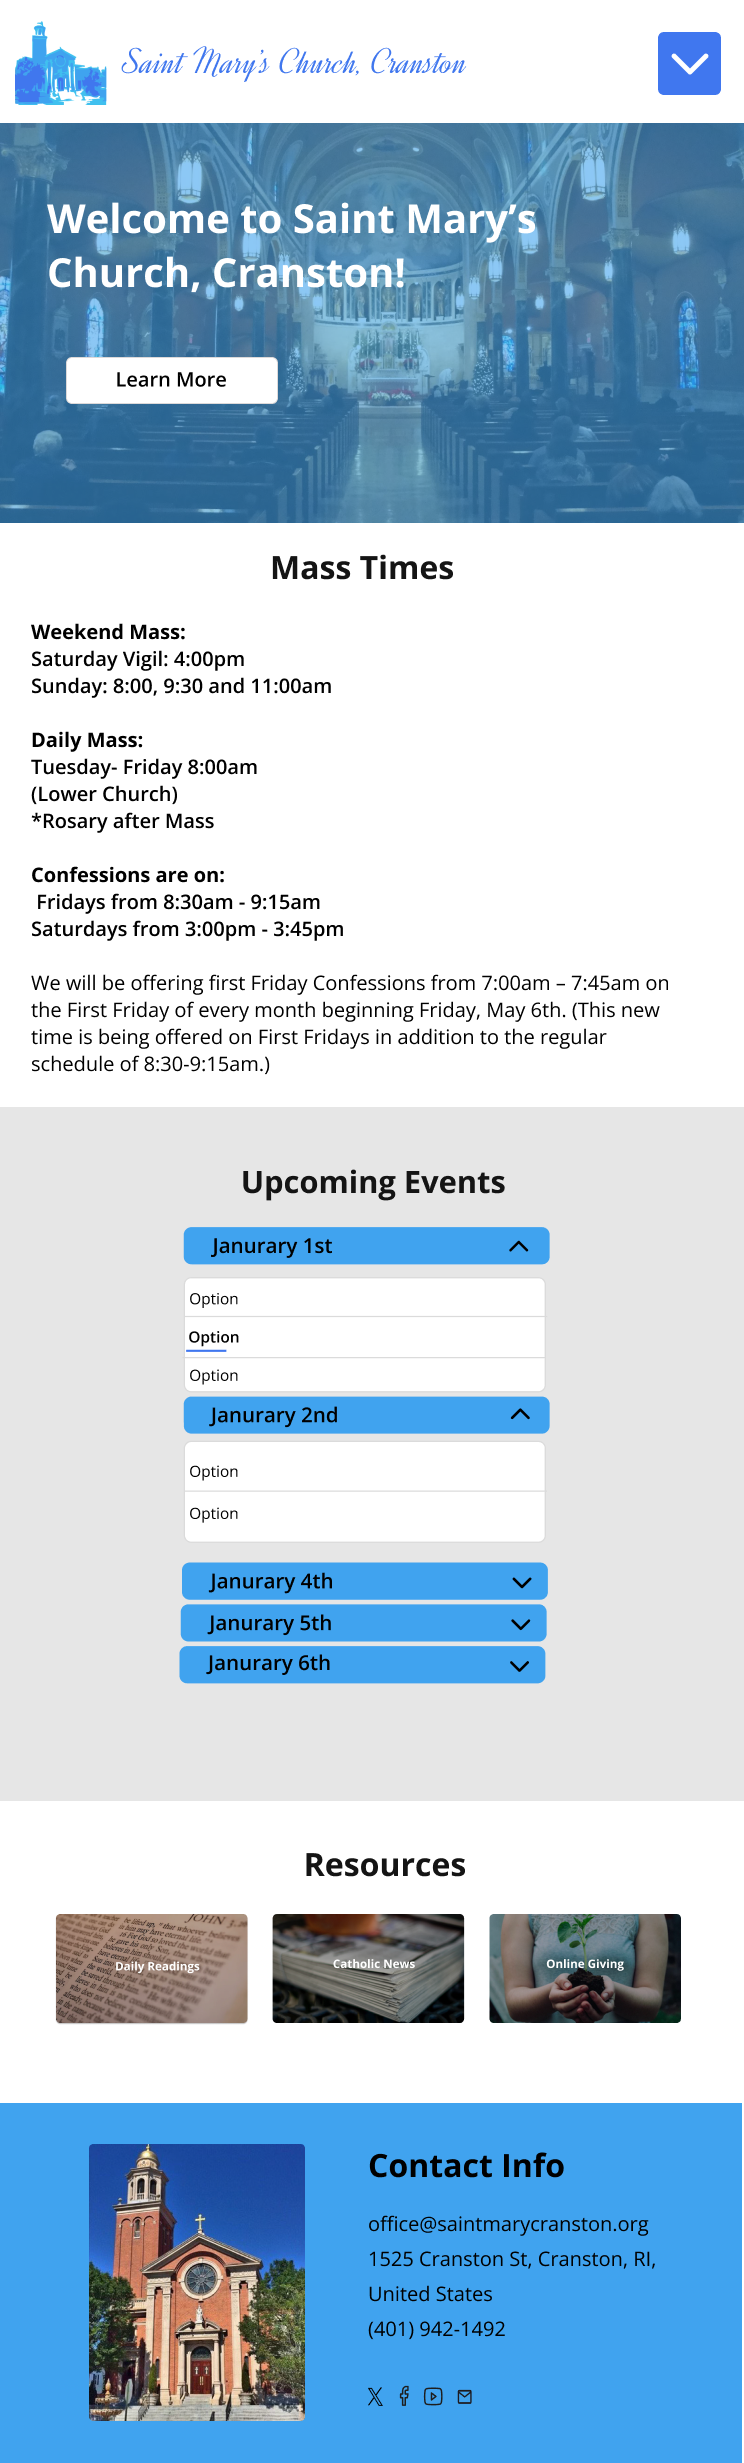 Saint Mary's Church, Cranston
Welcome to Saint Mary's
Church, Cranston!
Learn More
Mass Times
Weekend Mass:
Saturday Vigil: 4:00pm
Sunday: 8:00, 9:30 and 11:00am
Daily Mass:
Tuesday- Friday 8:00am
(Lower Church)
*Rosary after Mass
Confessions are on:
Fridays from 8:30am - 9:15am
Saturdays from 3:00pm - 3:45pm
We will be offering first Friday Confessions from 7:00am – 7:45am on
the First Friday of every month beginning Friday, May 6th. (This new
time is being offered on First Fridays in addition to the regular
schedule of 8:30-9:15am.)
Upcoming Events
Janurary 1st
Option
Option
Option
Janurary 2nd
Option
Option
Janurary 4th
Janurary 5th
Janurary 6th
Resources
JOHN 3
Daily Readings
Catholic News
Online Giving
Contact Info
office@saintmarycranston.org
1525 Cranston St, Cranston, RI,
United States
(401) 942-1492